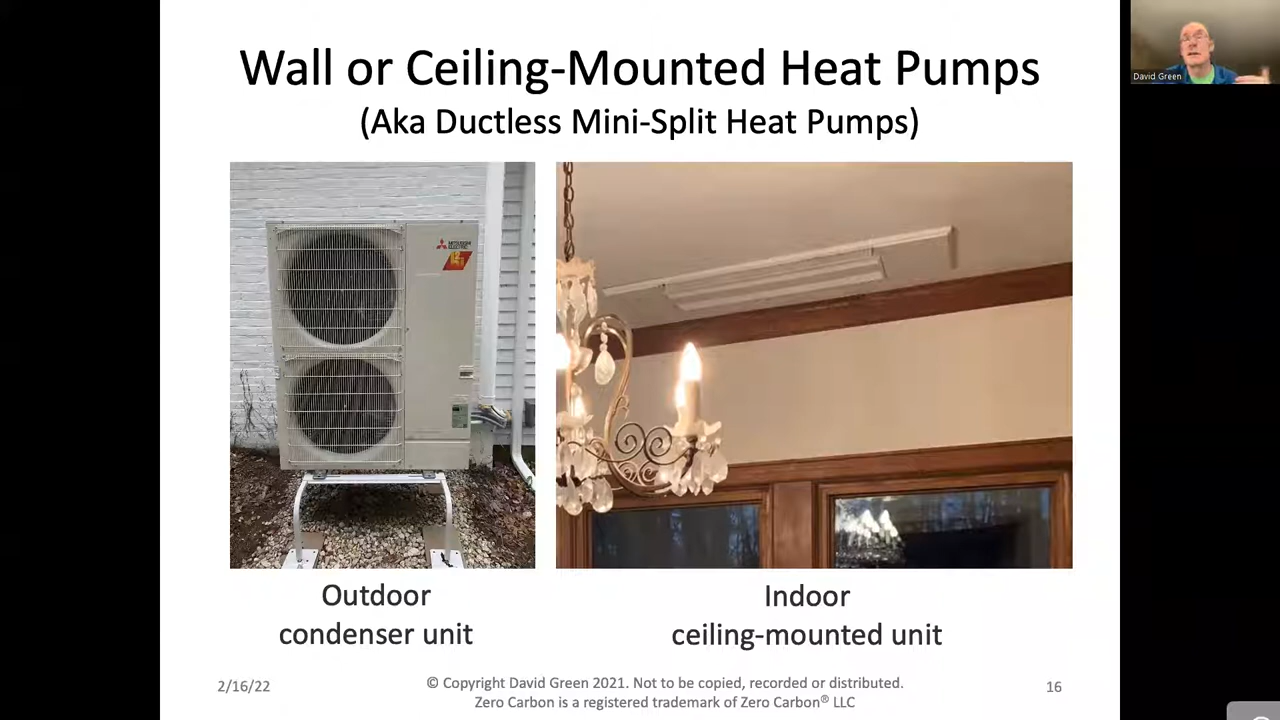 Wall or Ceiling-Mounted Heat Pumps
(Aka Ductless Mini-Split Heat Pumps)
David Green
MITSUBISHI
ELECTRIC
Outdoor
condenser unit
Indoor
ceiling-mounted unit
2/16/22
© Copyright David Green 2021. Not to be copied, recorded or distributed.
Zero Carbon is a registered trademark of Zero Carbon® LLC
16